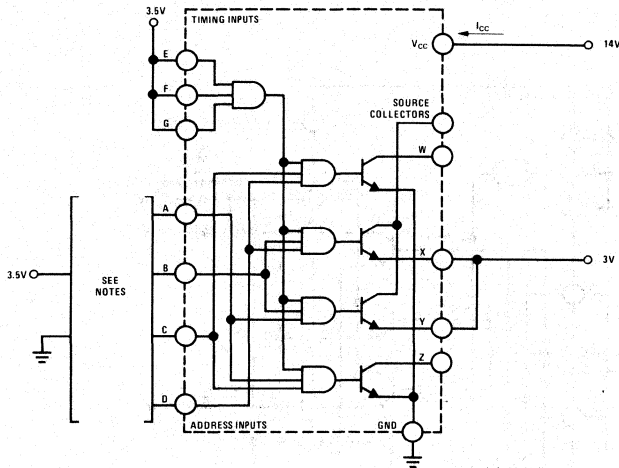 3.5V
TIMING INPUTS
E
F
G
VCC
ICC
14V
SOURCE
COLLECTORS
W
A
B
C
D
3.5V
SEE
NOTES
X
Y
Z
3V
ADDRESS INPUTS
GND